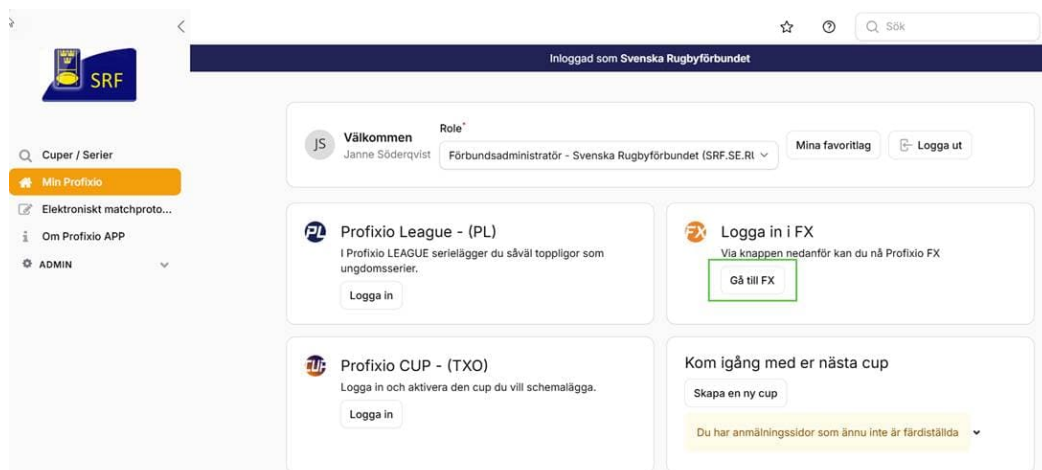 Sök
Inloggad som Svenska Rugbyförbundet
SRF
Cuper / Serier
Min Profixio
Elektroniskt matchproto...
Om Profixio APP
ADMIN
JS
Välkommen
Janne Söderqvist
Role*
Förbundsadministratör - Svenska Rugbyförbundet (SRF.SE.RU
Mina favoritlag
Logga ut
PL
Profixio League - (PL)
I Profixio LEAGUE serielägger du såväl toppligor som
ungdomsserier.
Logga in
FX
Logga in i FX
Via knappen nedanför kan du nå Profixio FX
Gå till FX
CUP
Profixio CUP - (TXO)
Logga in och aktivera den cup du vill schemalägga.
Logga in
Kom igång med er nästa cup
Skapa en ny cup
Du har anmälningssidor som ännu inte är färdiställda